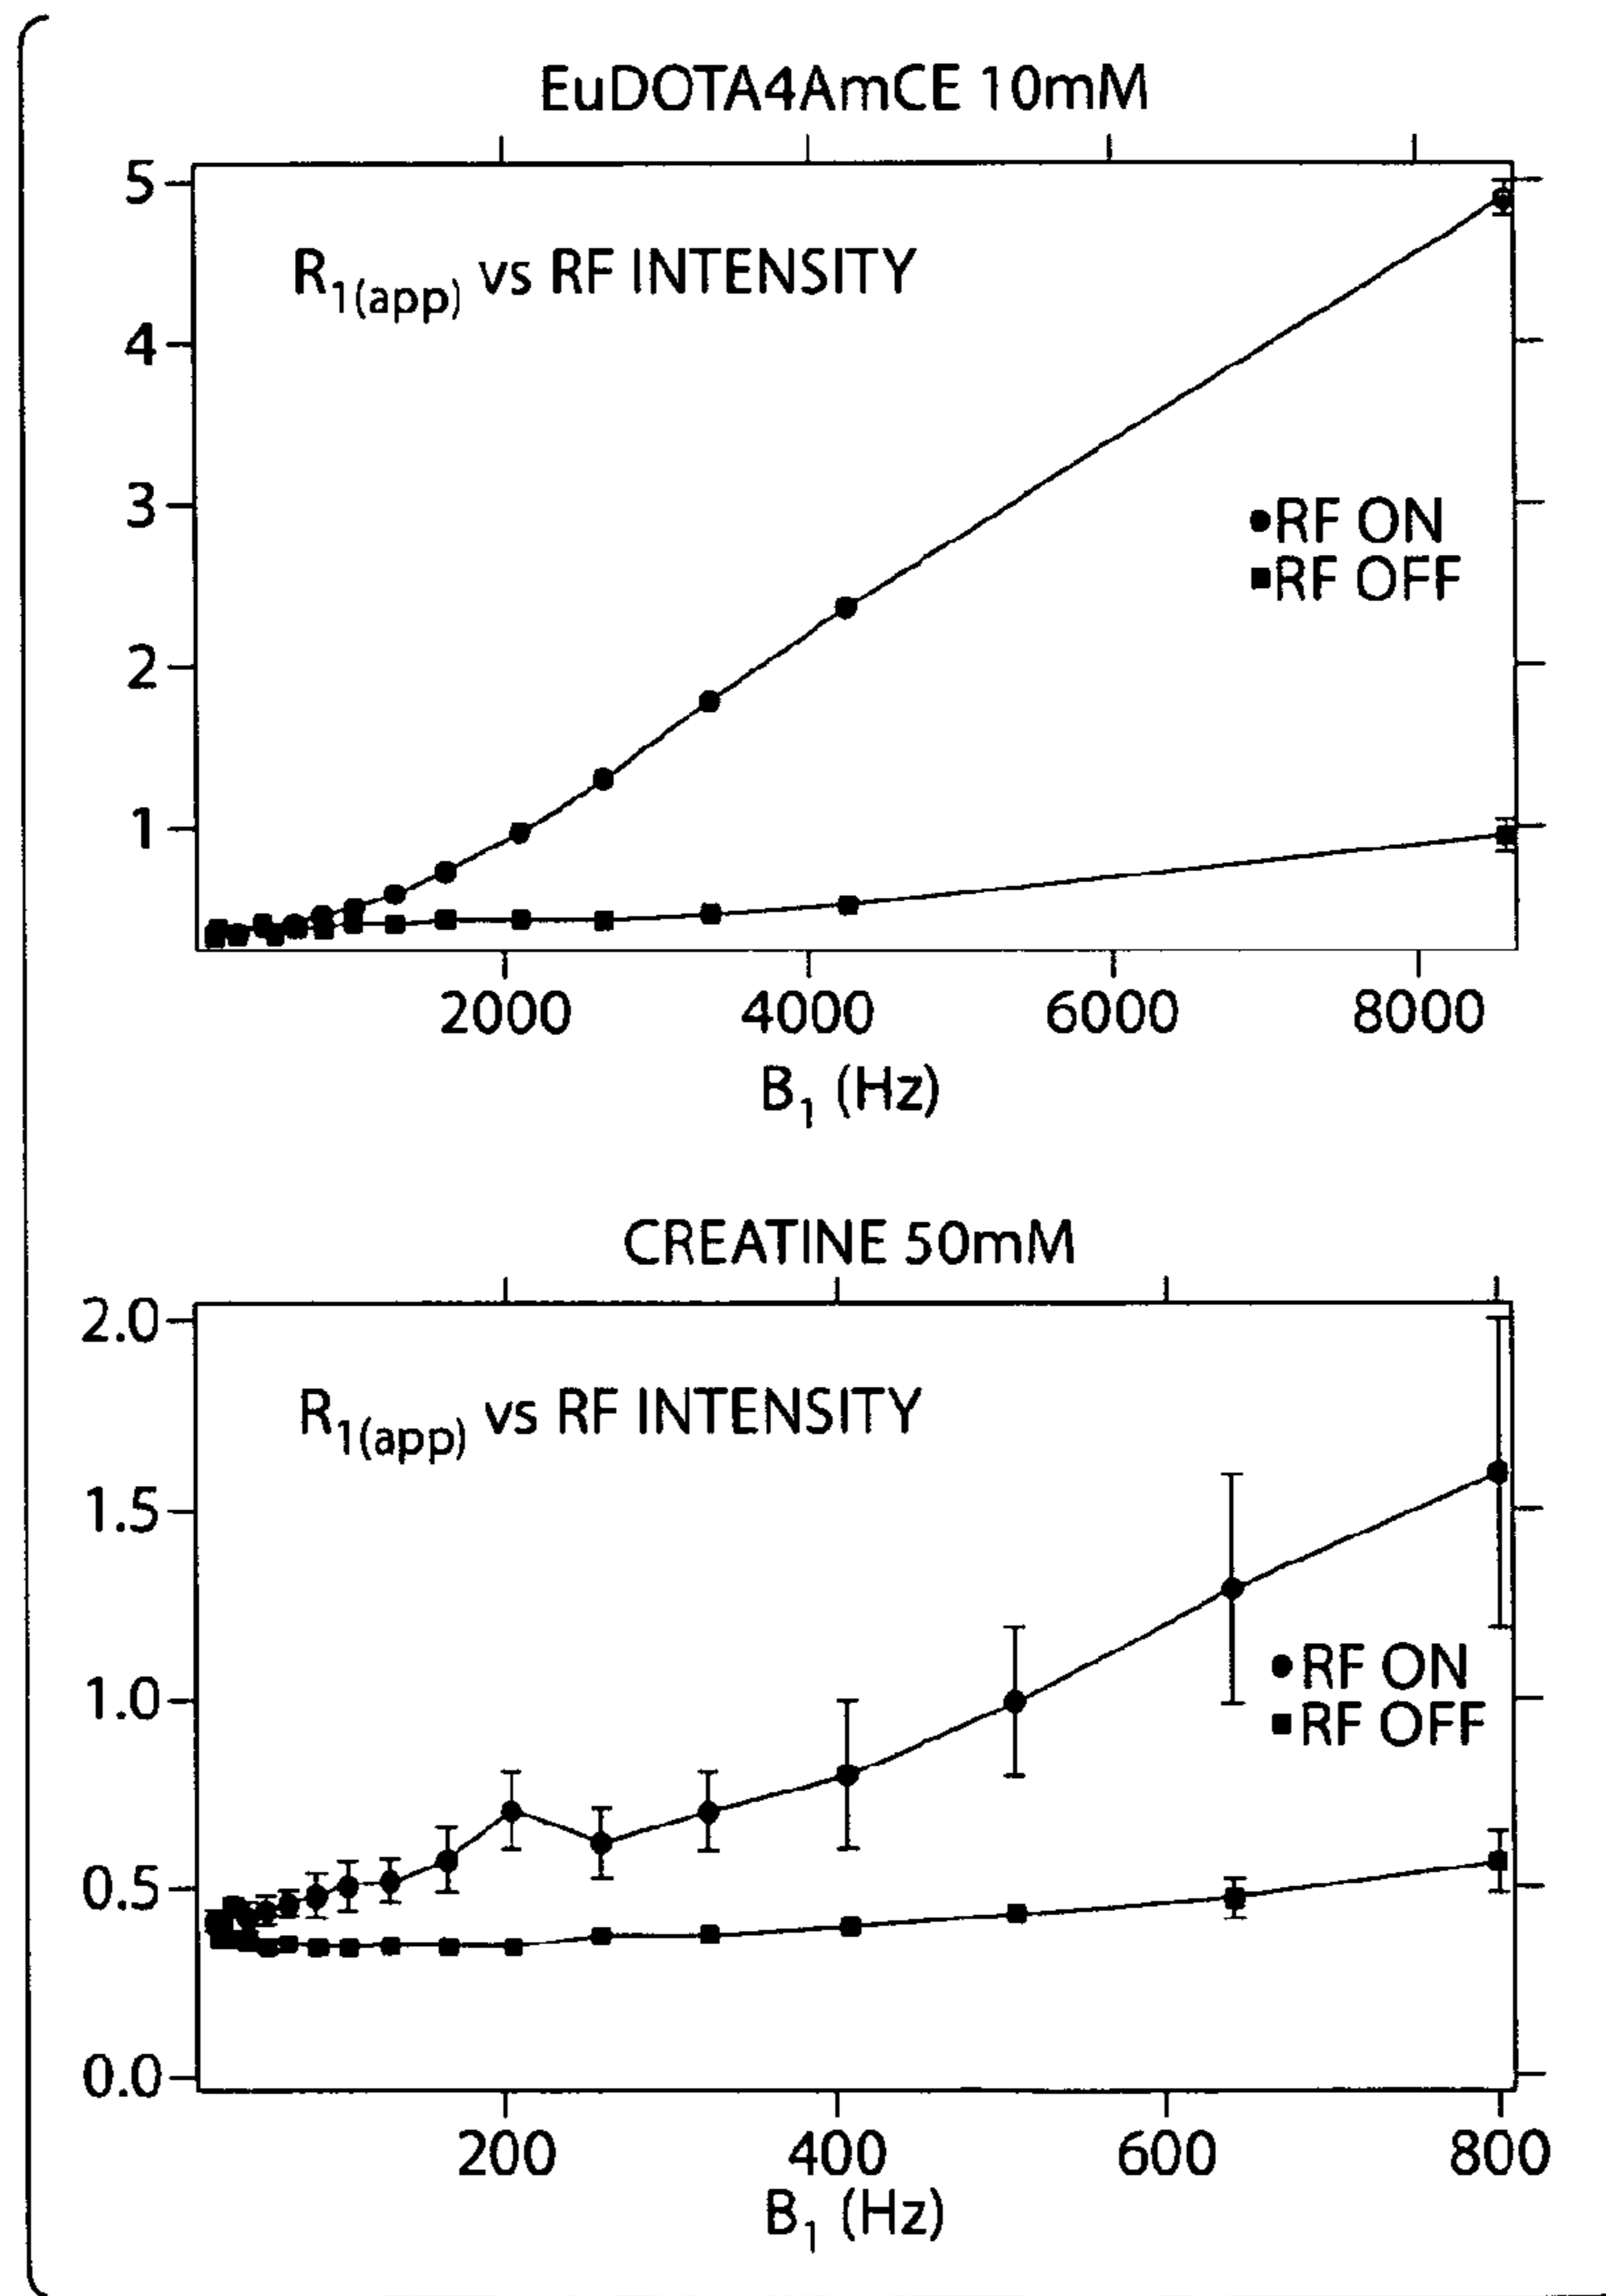 EuDOTA4AmCE 10mM
5
R1(app) vs RF INTENSITY
4
3
RF ON
RF OFF
2
1
2000 4000 6000 8000
B1 (Hz)
CREATINE 50mM
2.0
R1(app) vs RF INTENSITY
1.5
1.0
RF ON
RF OFF
0.5
0.0
200 400 600 800
B1 (Hz)